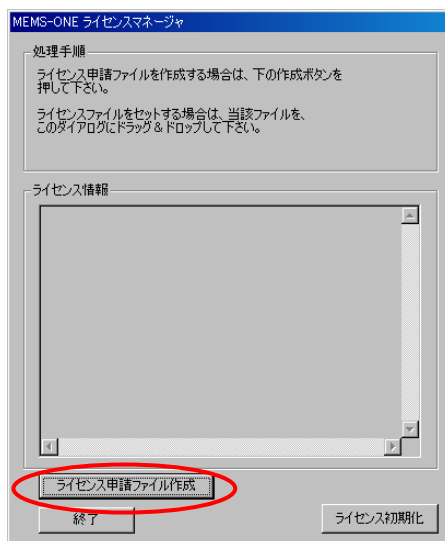 MEMS-ONE ライセンスマネージャ
処理手順
ライセンス申請ファイルを作成する場合は、下の作成ボタンを
押して下さい。
ライセンスファイルをセットする場合は、当該ファイルを、
このダイアログにドラッグ＆ドロップして下さい。
ライセンス情報
ライセンス申請ファイル作成
終了
ライセンス初期化